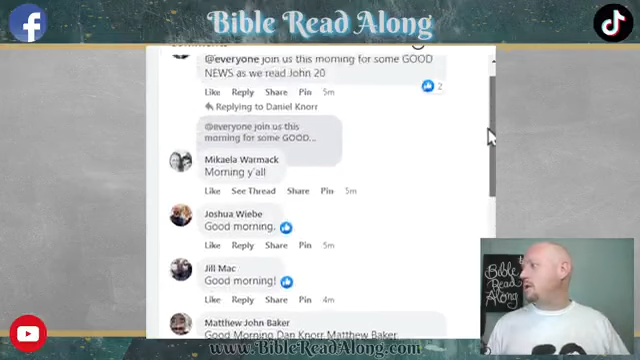 Bible Read Along
@everyone join us this morning for some GOOD
NEWS as we read John 20
Like Reply Share Pin 5m
2
Replying to Daniel Knorr
@everyone join us this
morning for some GOOD...
Mikaela Warmack
Morning y'all!
Like See Thread Share Pin 5m
Joshua Wiebe
Good morning.
Like Reply Share Pin 5m
Jill Mac
Good morning!
Like Reply Share Pin 4m
Matthew John Baker
Good Morning Dan Knorr Matthew Baker
Bible
Read
Along
www.BibleReadAlong.com